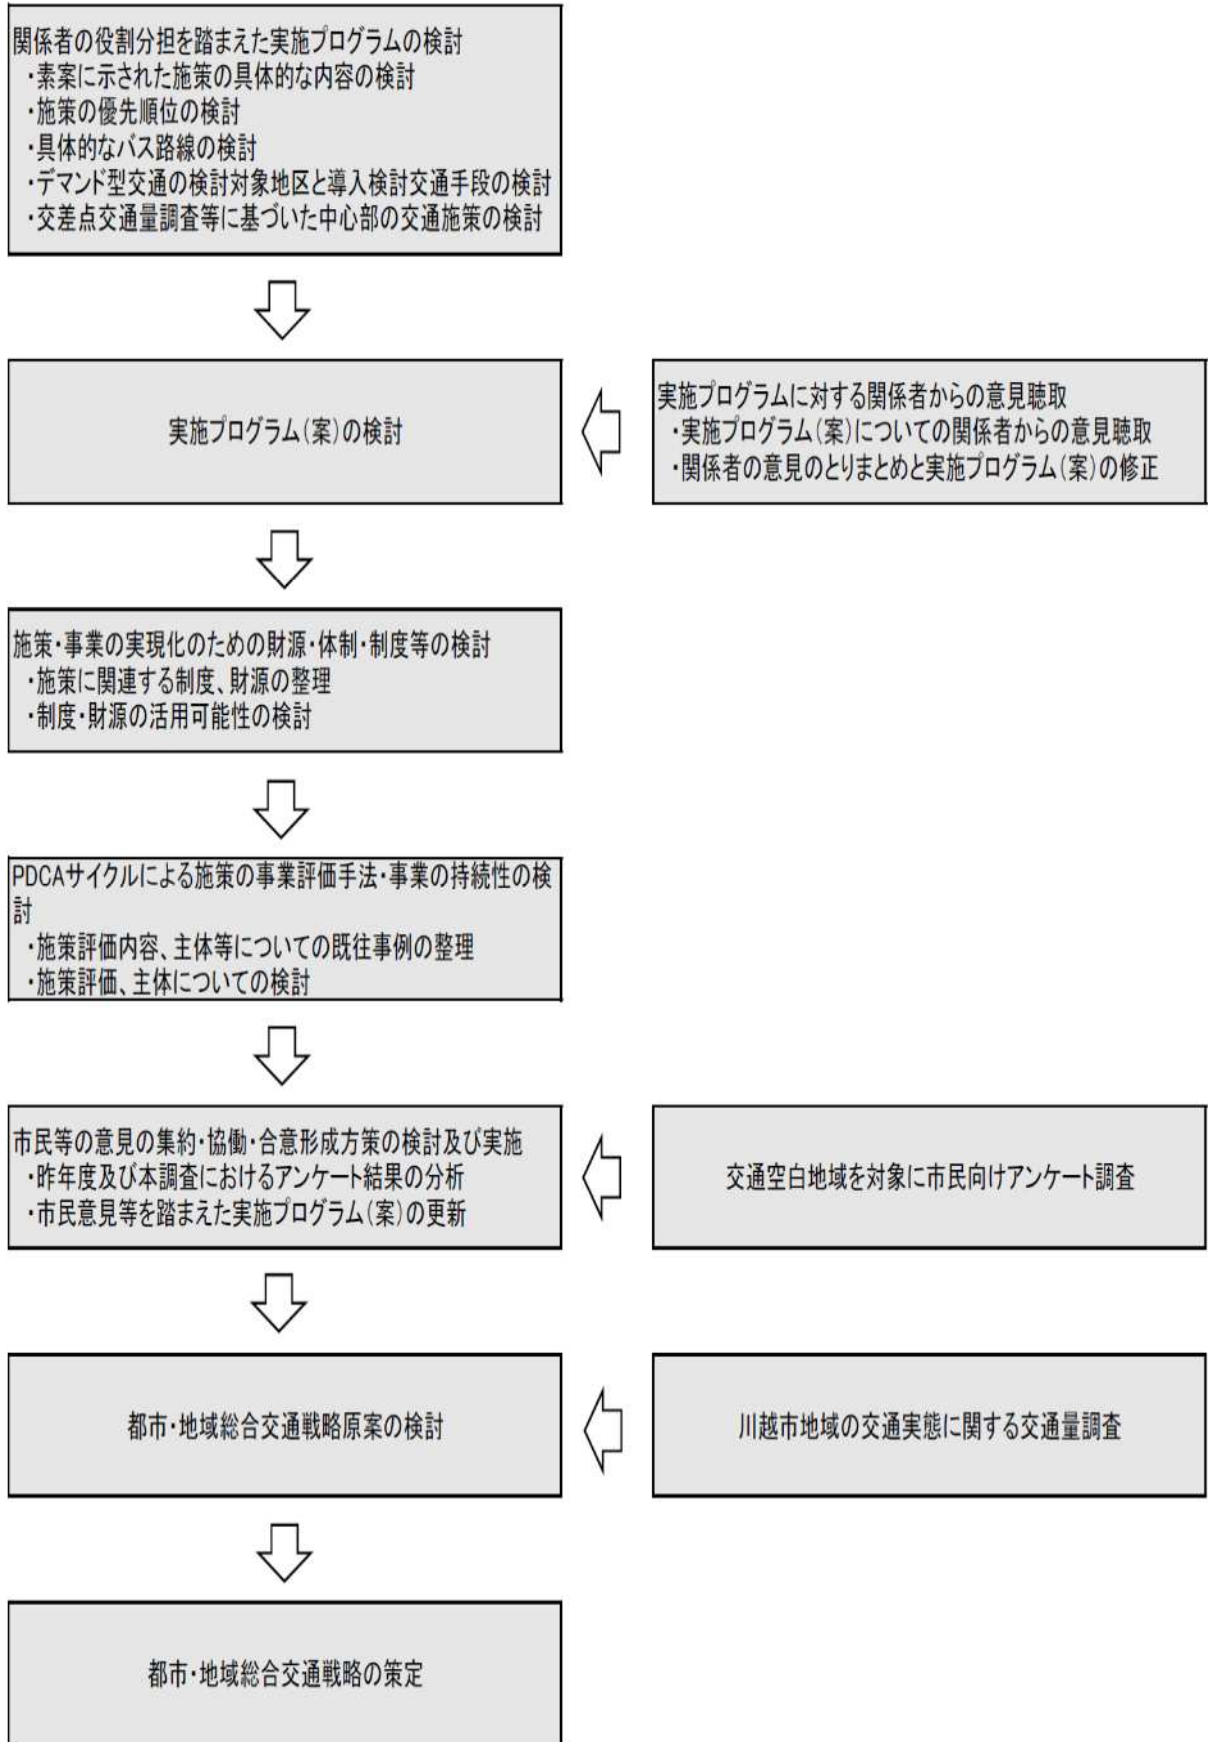 関係者の役割分担を踏まえた実施プログラムの検討
・素案に示された施策の具体的な内容の検討
・施策の優先順位の検討
・具体的なバス路線の検討
・デマンド型交通の検討対象地区と導入検討交通手段の検討
・交差点交通量調査等に基づいた中心部の交通施策の検討
実施プログラム(案)の検討
実施プログラムに対する関係者からの意見聴取
・実施プログラム(案)についての関係者からの意見聴取
・関係者の意見のとりまとめと実施プログラム(案)の修正
施策・事業の実現化のための財源・体制・制度等の検討
・施策に関連する制度、財源の整理
・制度・財源の活用可能性の検討
PDCAサイクルによる施策の事業評価手法・事業の持続性の検
討
・施策評価内容、主体等についての既往事例の整理
・施策評価、主体についての検討
市民等の意見の集約・協働・合意形成方策の検討及び実施
・昨年度及び本調査におけるアンケート結果の分析
・市民意見等を踏まえた実施プログラム(案)の更新
交通空白地域を対象に市民向けアンケート調査
都市・地域総合交通戦略原案の検討
川越市地域の交通実態に関する交通量調査
都市・地域総合交通戦略の策定